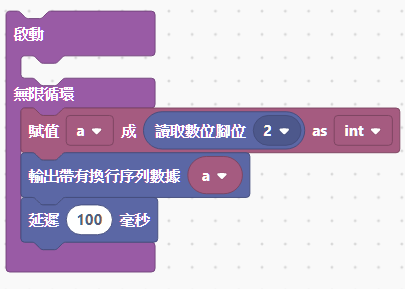 啟動
無限循環
賦值 a 成 讀取數位腳位 2 as int
輸出帶有換行序列數據 a
延遲 100 毫秒